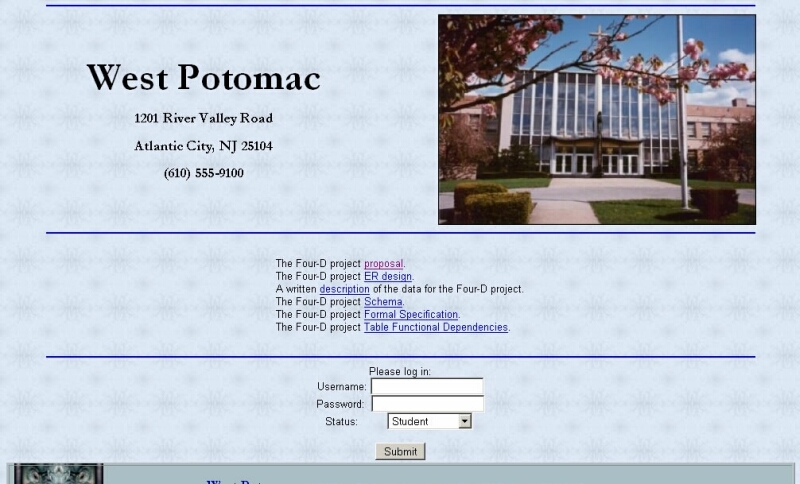 West Potomac
1201 River Valley Road
Atlantic City, NJ 25104
(610) 555-9100
The Four-D project proposal.
The Four-D project ER design.
A written description of the data for the Four-D project.
The Four-D project Schema.
The Four-D project Formal Specification.
The Four-D project Table Functional Dependencies.
Please log in:
Username:
Password:
Status: Student
Submit